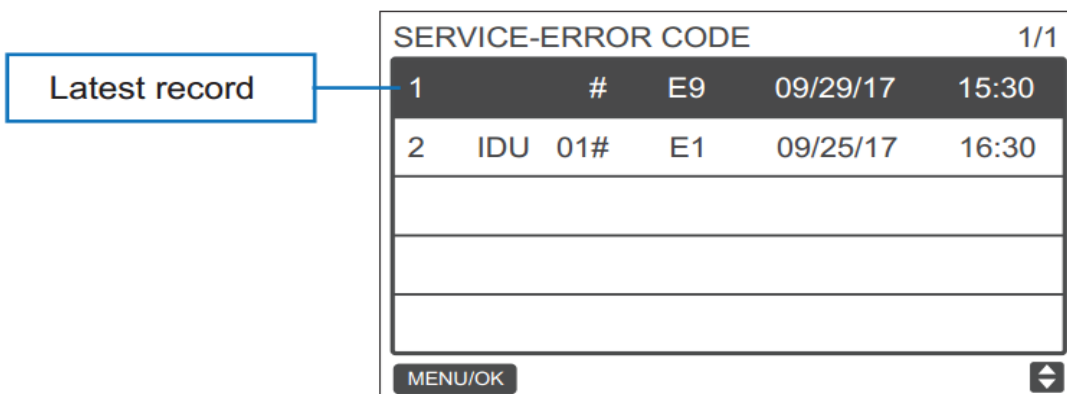 SERVICE-ERROR CODE 1/1
Latest record
1 # E9 09/29/17 15:30
2 IDU 01# E1 09/25/17 16:30
MENU/OK